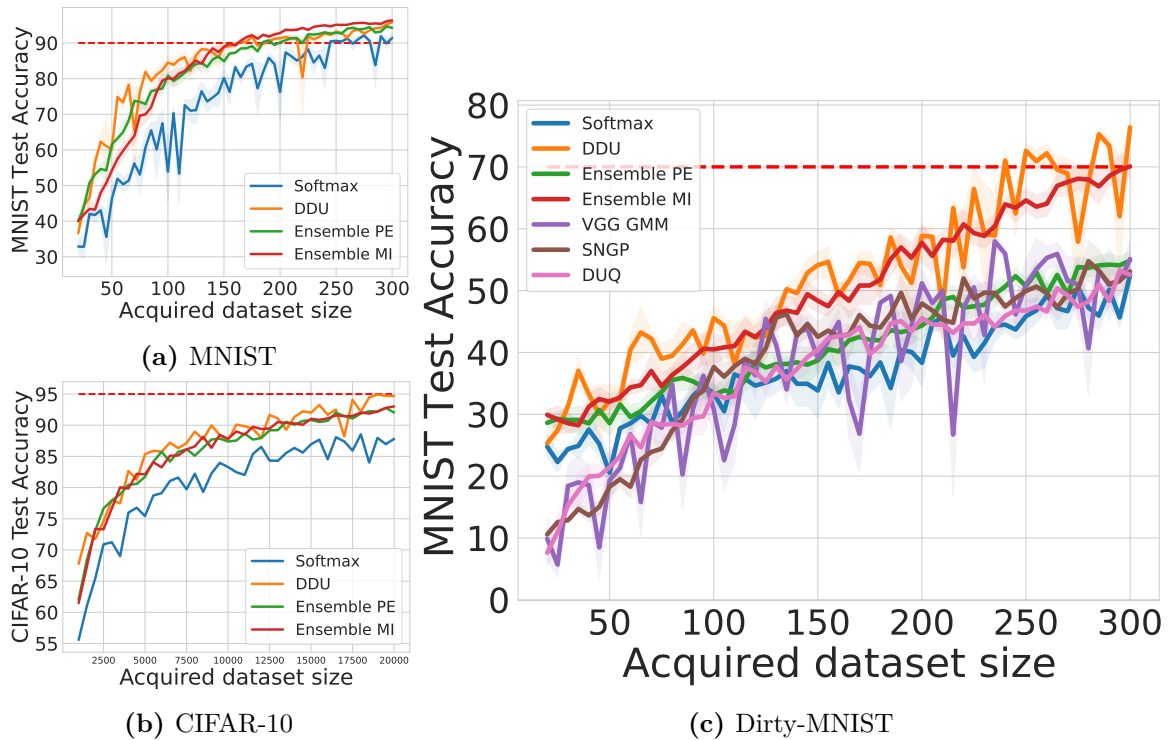 MNIST Test Accuracy
90
80
70
60
50
40
30
Softmax
DDU
Ensemble PE
Ensemble MI
50 100 150 200 250 300
Acquired dataset size
(a) MNIST
CIFAR-10 Test Accuracy
95
90
85
80
75
70
65
60
55
Softmax
DDU
Ensemble PE
Ensemble MI
2500 5000 7500 10000 12500 15000 17500 20000
Acquired dataset size
(b) CIFAR-10
MNIST Test Accuracy
80
70
60
50
40
30
20
10
0
Softmax
DDU
Ensemble PE
Ensemble MI
VGG GMM
SNGP
DUQ
50 100 150 200 250 300
Acquired dataset size
(c) Dirty-MNIST